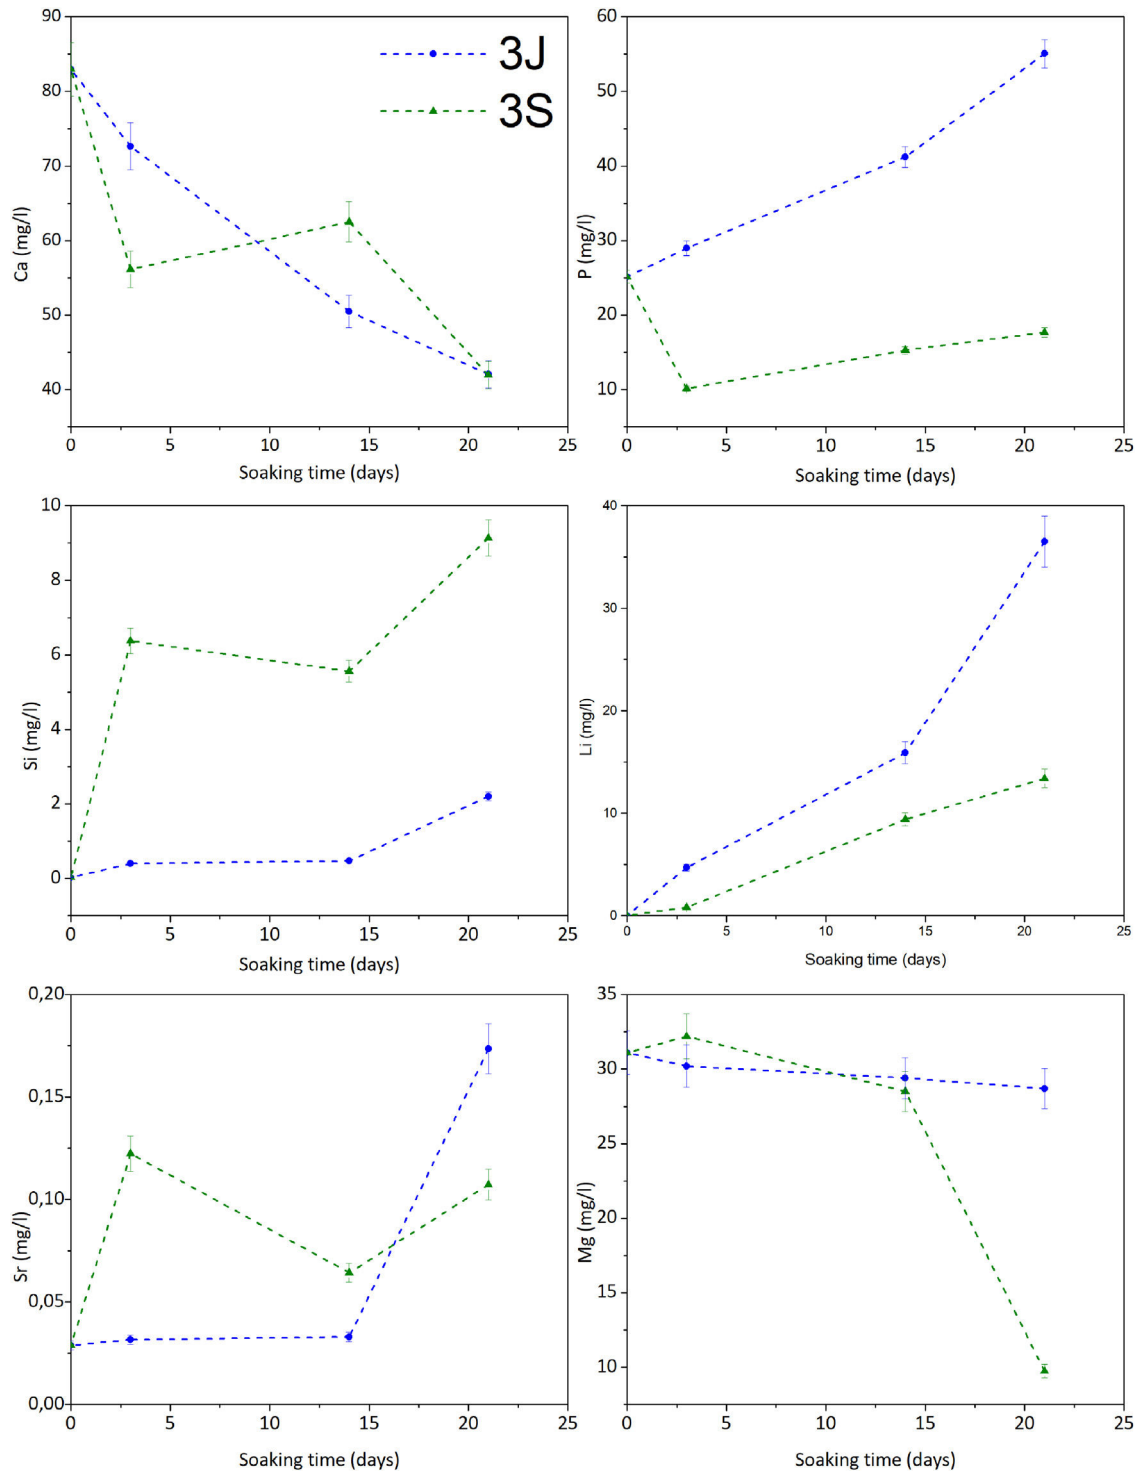 90
80
70
60
50
40
Ca (mg/l)
0 5 10 15 20 25
Soaking time (days)
3J
3S
60
50
40
30
20
10
P (mg/l)
0 5 10 15 20 25
Soaking time (days)
10
8
6
4
2
0
Si (mg/l)
0 5 10 15 20 25
Soaking time (days)
40
30
20
10
0
Li (mg/l)
0 5 10 15 20 25
Soaking time (days)
0,20
0,15
0,10
0,05
0,00
Sr (mg/l)
0 5 10 15 20 25
Soaking time (days)
35
30
25
20
15
10
Mg (mg/l)
0 5 10 15 20 25
Soaking time (days)